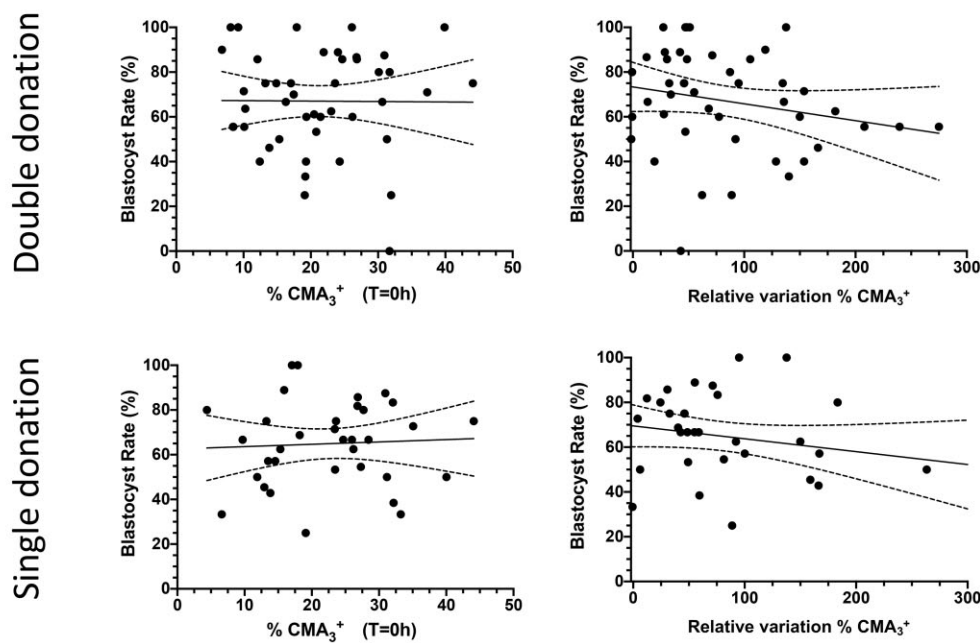 Double donation
Blastocyst Rate (%)
100
80
60
40
20
0
0 10 20 30 40 50
% CMA₃⁺ (T=0h)
Blastocyst Rate (%)
100
80
60
40
20
0
0 100 200 300
Relative variation % CMA₃⁺
Single donation
Blastocyst Rate (%)
100
80
60
40
20
0
0 10 20 30 40 50
% CMA₃⁺ (T=0h)
Blastocyst Rate (%)
100
80
60
40
20
0
0 100 200 300
Relative variation % CMA₃⁺